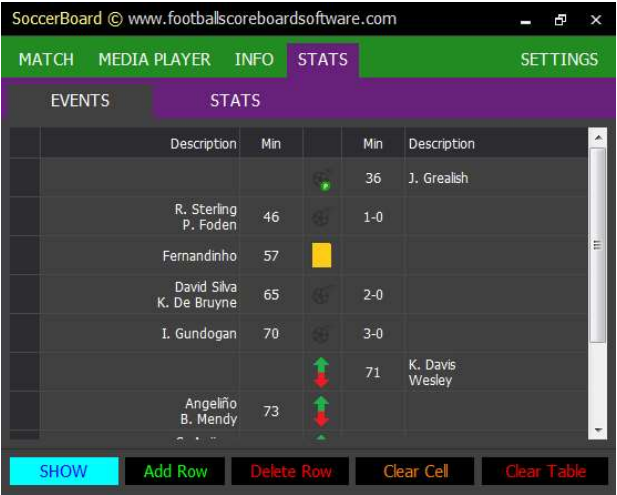 SoccerBoard © www.footballscoreboardsoftware.com
MATCH MEDIA PLAYER INFO STATS SETTINGS
EVENTS STATS
Description Min Min Description
P 36 J. Grealish
R. Sterling
P. Foden 46 1-0
Fernandinho 57
David Silva
K. De Bruyne 65 2-0
I. Gundogan 70 3-0
71 K. Davis
Wesley
Angeliño
B. Mendy 73
SHOW Add Row Delete Row Clear Cell Clear Table